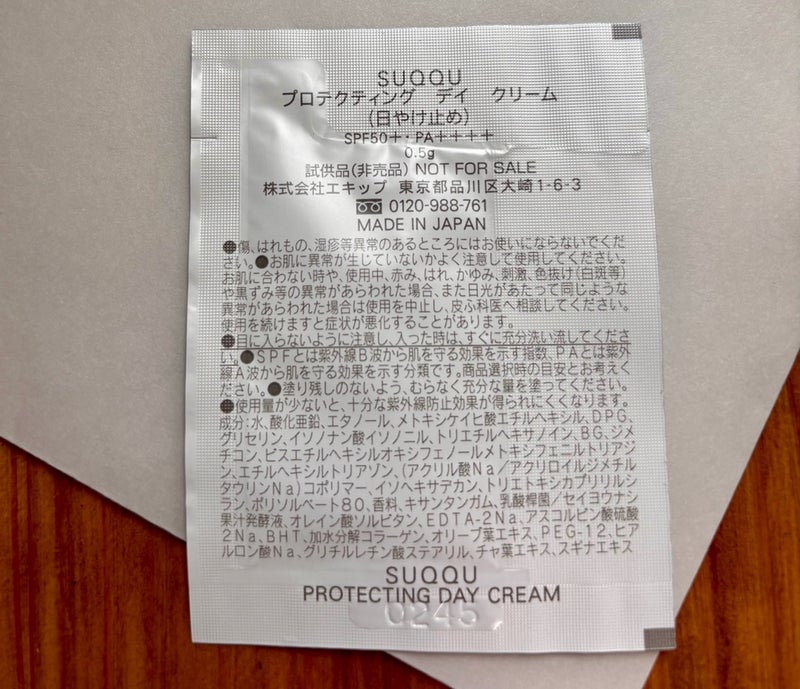 SUQQU
プロテクティング デイ クリーム
(日やけ止め)
SPF50+・PA++++
0.5g
試供品(非売品) NOT FOR SALE
株式会社エキップ 東京都品川区大崎1-6-3
0120-988-761
MADE IN JAPAN
●傷、はれもの、湿疹等異常のあるところにはお使いにならないでくだ
さい。●お肌に異常が生じていないかよく注意して使用してください。
お肌に合わない時や、使用中、赤み、はれ、かゆみ、刺激、色抜け(白斑等)
や黒ずみ等の異常があらわれた場合、また日光があたって同じような
異常があらわれた場合は使用を中止し、皮ふ科医へ相談してください。
使用を続けますと症状が悪化することがあります。
●目に入らないように注意し、入った時は、すぐに充分洗い流してくださ
い。●SPFとは紫外線B波から肌を守る効果を示す指数、PAとは紫外
線A波から肌を守る効果を示す分類です。商品選択時の目安とお考えく
ださい。●塗り残しのないよう、むらなく充分な量を塗ってください。
●使用量が少ないと、十分な紫外線防止効果が得られにくくなります。
成分:水、酸化亜鉛、エタノール、メトキシケイヒ酸エチルヘキシル、DPG、
グリセリン、イソノナン酸イソノニル、トリエチルヘキサノイン、BG、ジメ
チコン、ビスエチルヘキシルオキシフェノールメトキシフェニルトリアジ
ン、エチルヘキシルトリアゾン、(アクリル酸Na/アクリロイルジメチル
タウリンNa)コポリマー、イソヘキサデカン、トリエトキシカプリリルシ
ラン、ポリソルベート80、香料、キサンタンガム、乳酸桿菌/セイヨウナシ
果汁発酵液、オレイン酸ソルビタン、EDTA-2Na、アスコルビン酸硫酸
2Na、BHT、加水分解コラーゲン、オリーブ葉エキス、PEG-12、ヒア
ルロン酸Na、グリチルレチン酸ステアリル、チャ葉エキス、スギナエキス
SUQQU
PROTECTING DAY CREAM
0245